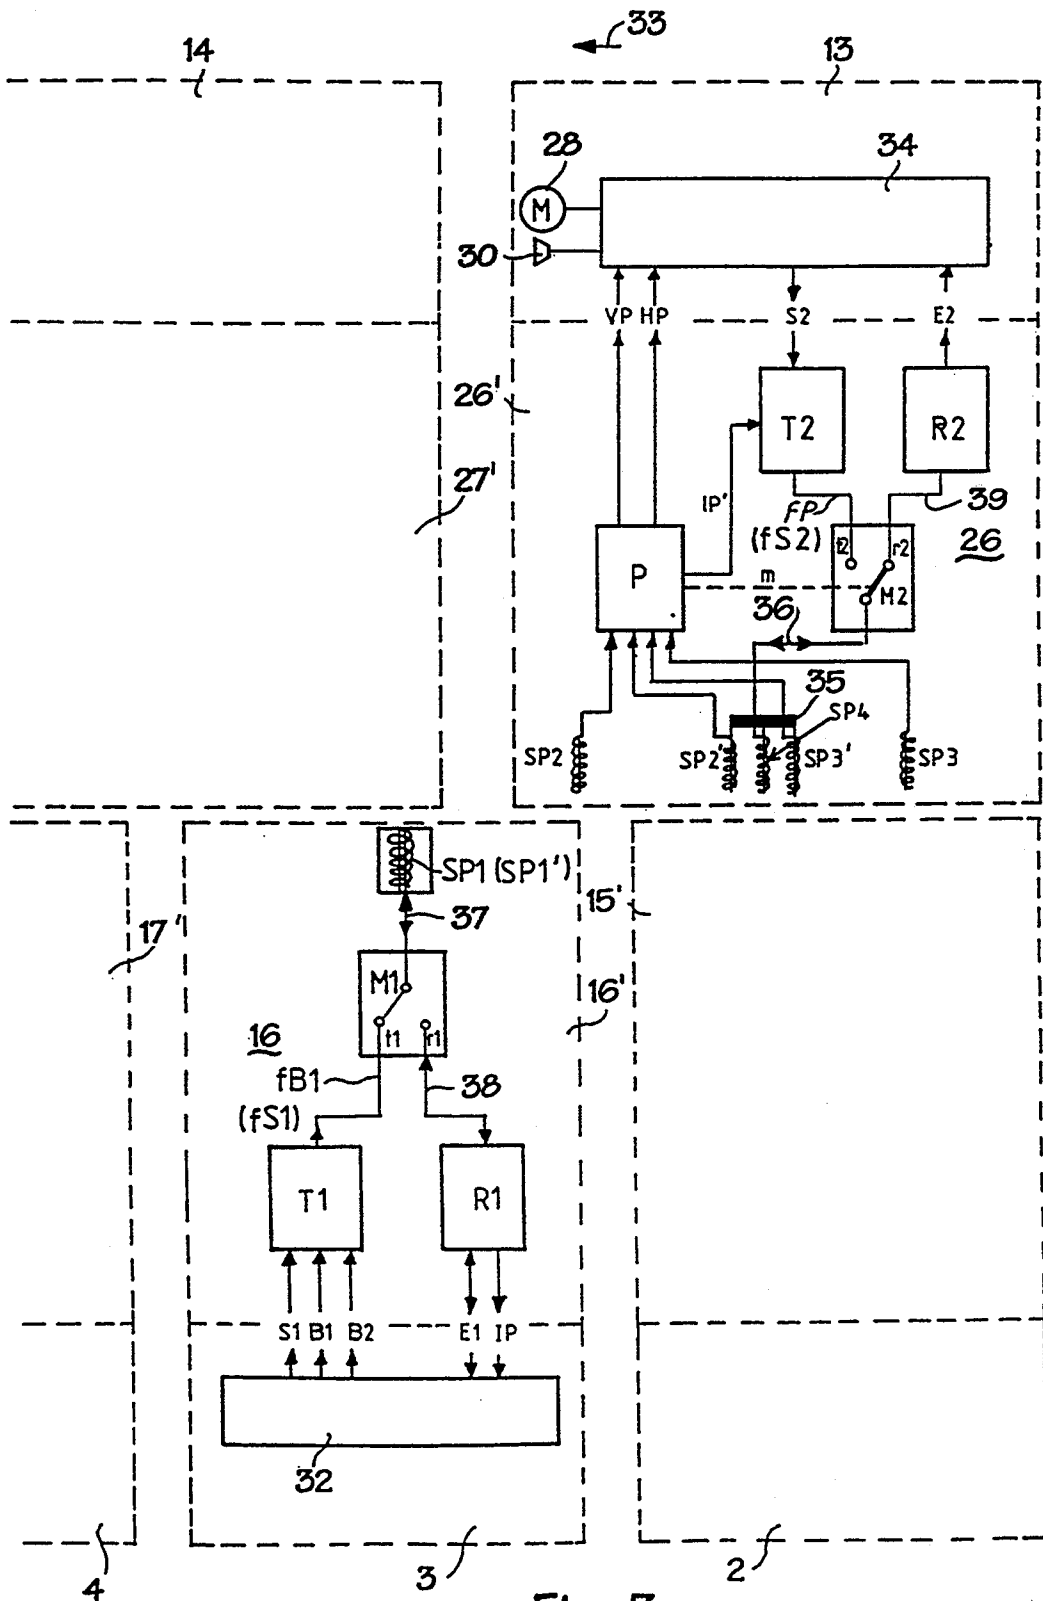 33
14
13
28
34
M
30
VP HP S2 E2
26'
T2 R2
27'
IP'
FP
(fS2)
39
26
t2 r2
P
m
M2
36
35
SP4
SP2 SP2' SP3' SP3
SP1 (SP1')
37
15'
17'
M1
16'
t1 r1
16
fB1
38
(fS1)
T1 R1
S1 B1 B2 E1 IP
32
4 3 2